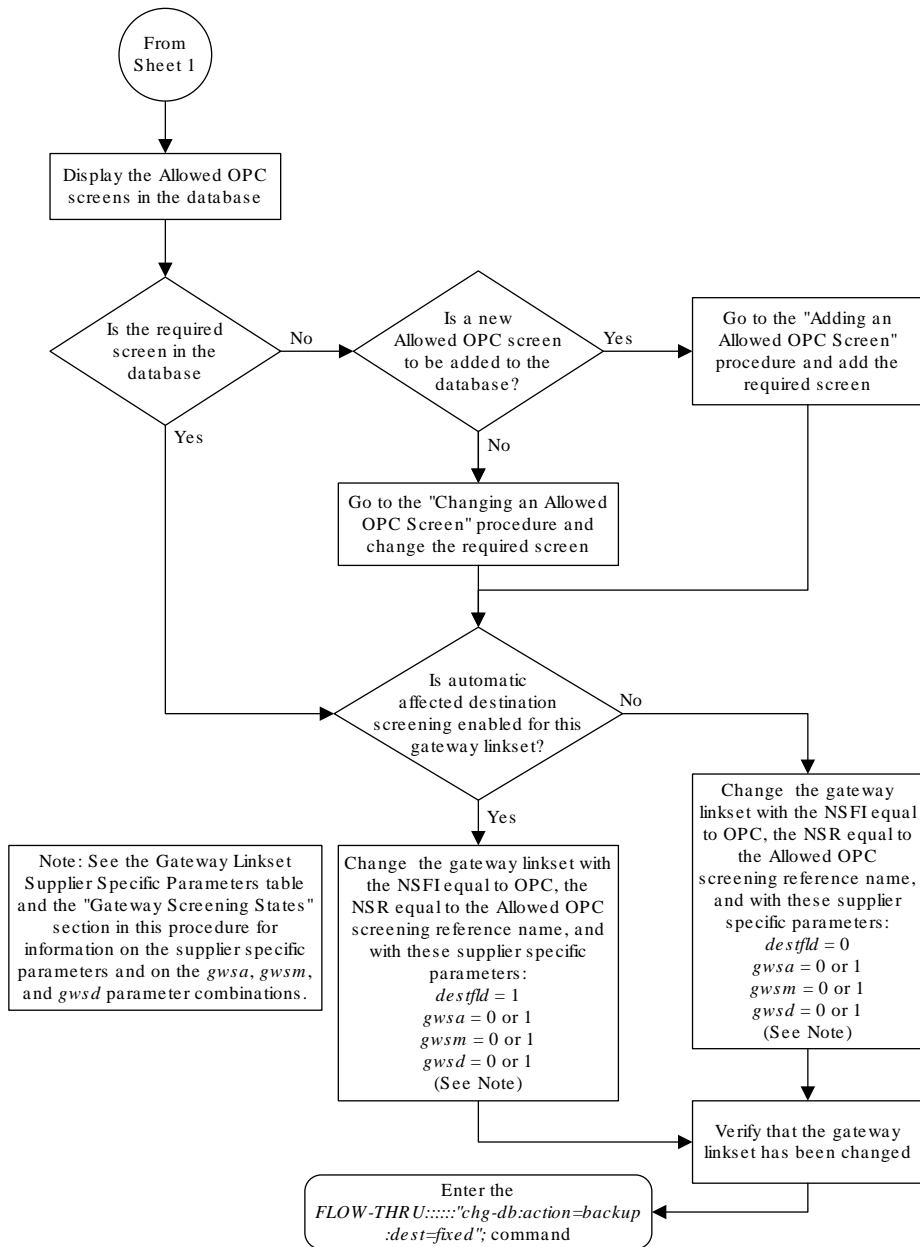 From
Sheet 1
Display the Allowed OPC
screens in the database
Is the required
screen in the
database
No
Is a new
Allowed OPC screen
to be added to the
database?
Yes
Go to the "Adding an
Allowed OPC Screen"
procedure and add the
required screen
Yes
No
Go to the "Changing an Allowed
OPC Screen" procedure and
change the required screen
Is automatic
affected destination
screening enabled for this
gateway linkset?
No
Yes
Change the gateway
linkset with the NSFI equal
to OPC, the NSR equal to
the Allowed OPC
screening reference name,
and with these supplier
specific parameters:
destfld = 0
gwsa = 0 or 1
gwsm = 0 or 1
gwsd = 0 or 1
(See Note)
Note: See the Gateway Linkset
Supplier Specific Parameters table
and the "Gateway Screening States"
section in this procedure for
information on the supplier specific
parameters and on the gwsa, gwsm,
and gwsd parameter combinations.
Change the gateway linkset with
the NSFI equal to OPC, the
NSR equal to the Allowed OPC
screening reference name, and
with these supplier specific
parameters:
destfld = 1
gwsa = 0 or 1
gwsm = 0 or 1
gwsd = 0 or 1
(See Note)
Verify that the gateway
linkset has been changed
Enter the
FLOW-THRU::::::"chg-db:action=backup
:dest=fixed"; command